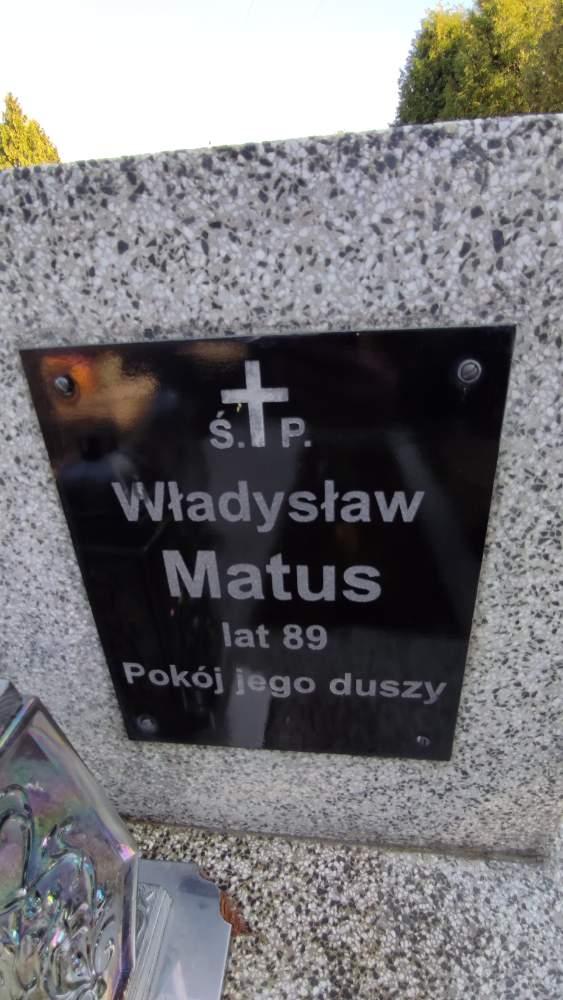 Ś. P.
Władysław
Matus
lat 89
Pokój jego duszy